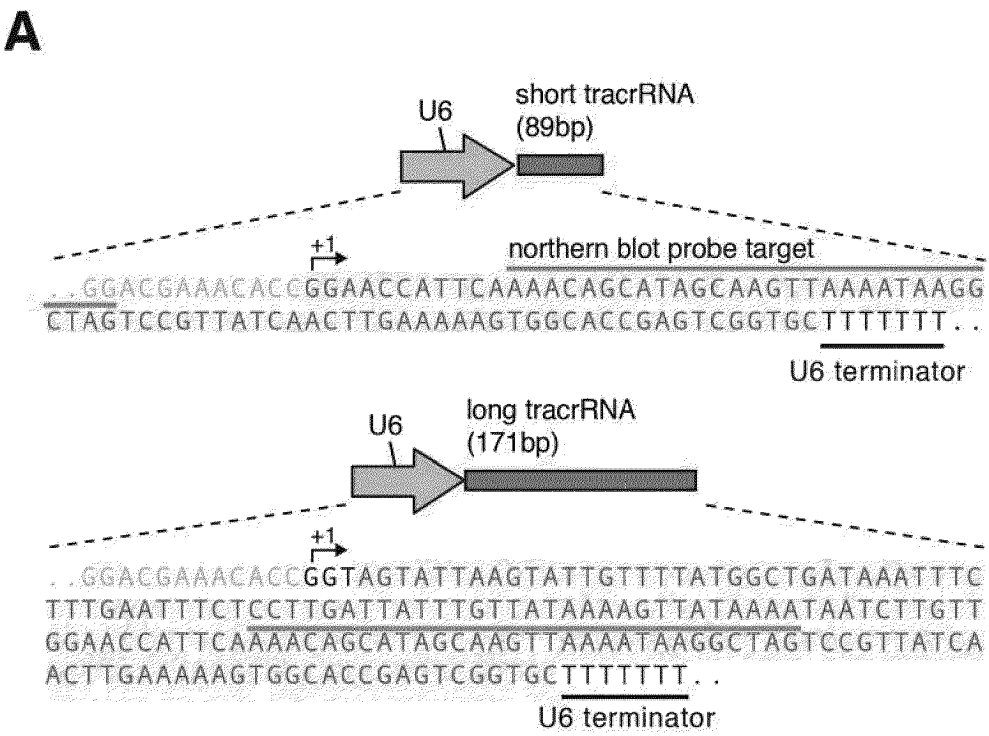 A
U6
short tracrRNA
(89bp)
+1
northern blot probe target
..GGACGAAACACCGGAACCATTCAAAACAGCATAGCAAGTTAAAATAAGG
CTAGTCCGTTATCAACTTGAAAAAGTGGCACCGAGTCGGTGCTTTTTTT..
U6 terminator
U6
long tracrRNA
(171bp)
+1
..GGACGAAACACCGGTAGTATTAAGTATTGTTTTATGGCTGATAAATTTC
TTTGAATTTCTCCTTGATTATTTGTTATAAAAGTTATAAAATAATCTTGTT
GGAACCATTCAAAACAGCATAGCAAGTTAAAATAAGGCTAGTCCGTTATCA
ACTTGAAAAAGTGGCACCGAGTCGGTGCTTTTTTT..
U6 terminator